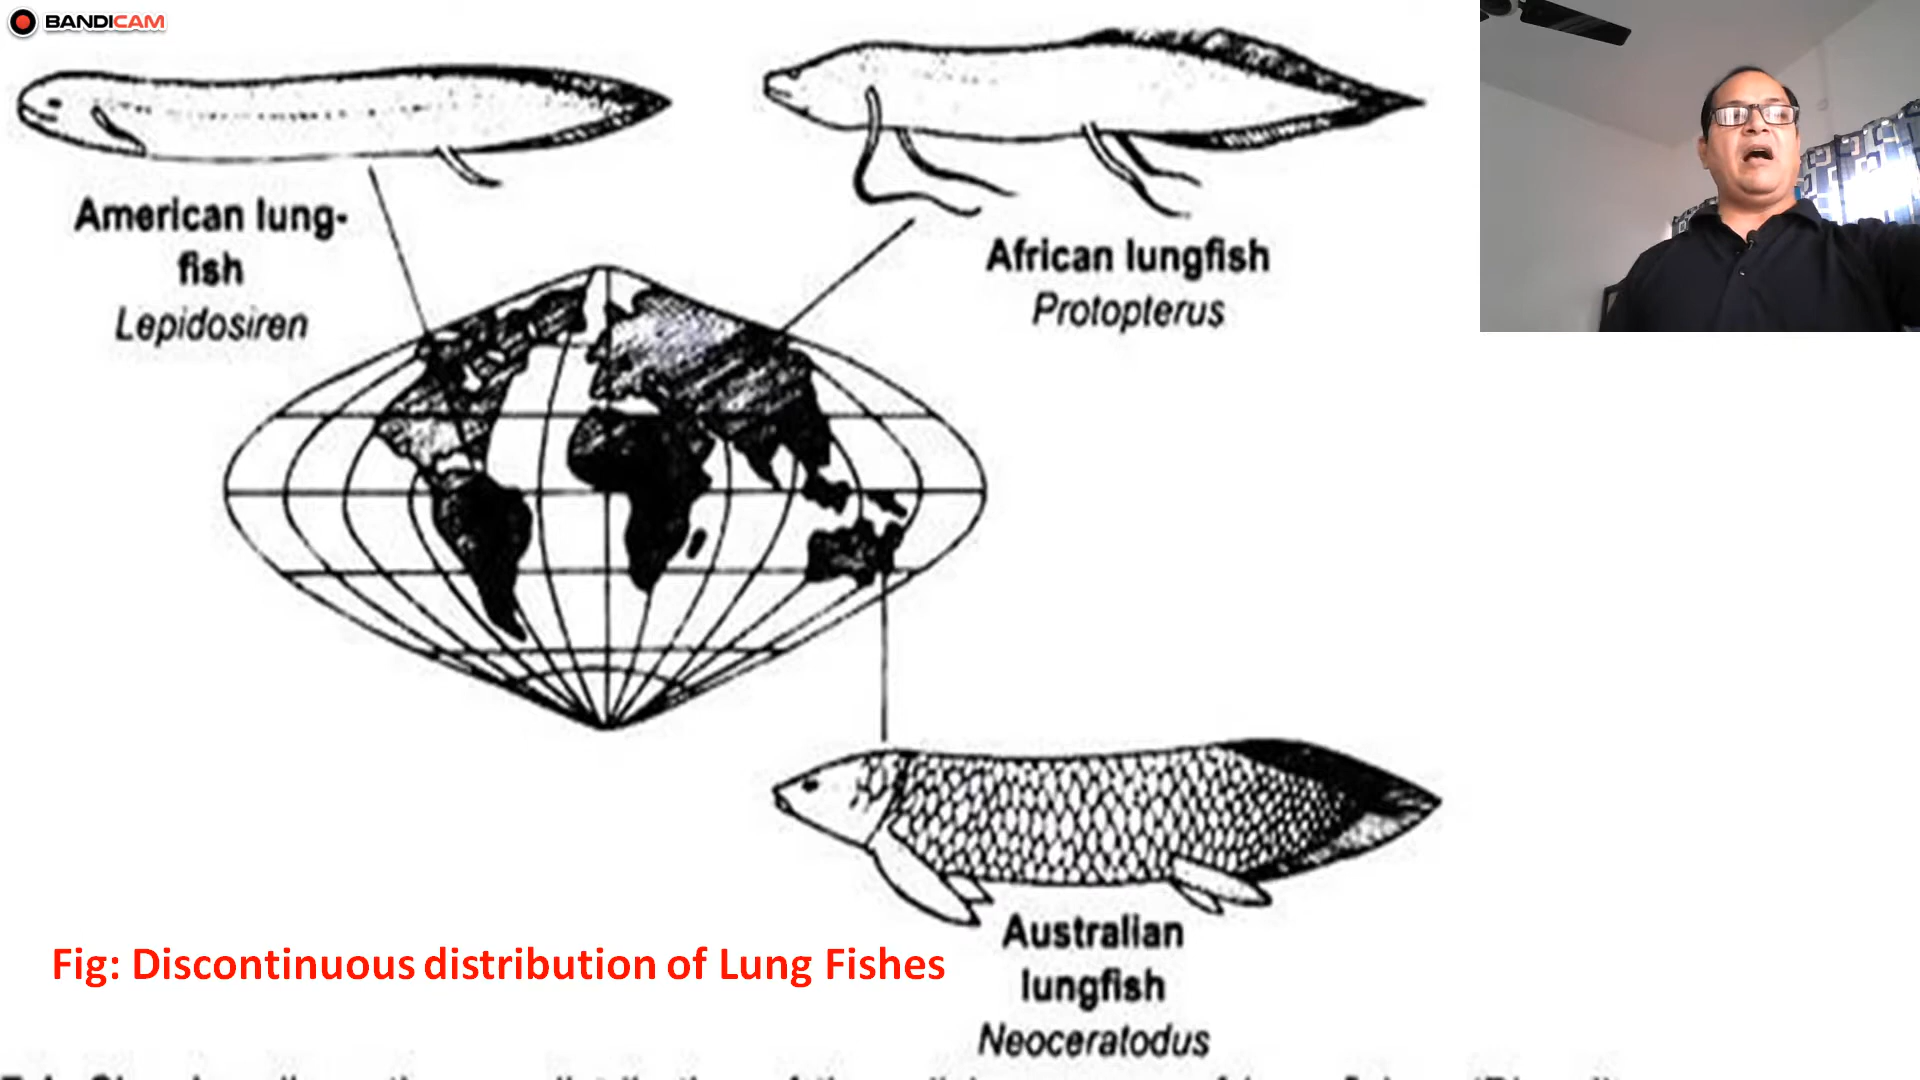 BANDICAM
American lung-
fish
Lepidosiren
African lungfish
Protopterus
Australian
lungfish
Neoceratodus
Fig: Discontinuous distribution of Lung Fishes